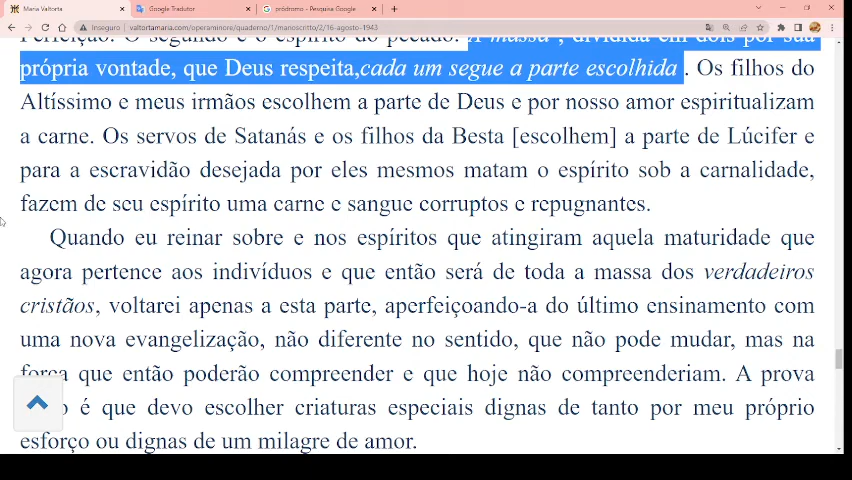 Maria Valtorta
Google Tradutor
pródromo - Pesquisa Google
Inseguro | valtortamaria.com/operaminore/quaderno/1/manoscritto/2/16-agosto-1943
Perfeição. O segundo é o espírito do pecado. A massa , dividida em dois por sua
própria vontade, que Deus respeita,cada um segue a parte escolhida . Os filhos do
Altíssimo e meus irmãos escolhem a parte de Deus e por nosso amor espiritualizam
a carne. Os servos de Satanás e os filhos da Besta [escolhem] a parte de Lúcifer e
para a escravidão desejada por eles mesmos matam o espírito sob a carnalidade,
fazem de seu espírito uma carne e sangue corruptos e repugnantes.
Quando eu reinar sobre e nos espíritos que atingiram aquela maturidade que
agora pertence aos indivíduos e que então será de toda a massa dos verdadeiros
cristãos, voltarei apenas a esta parte, aperfeiçoando-a do último ensinamento com
uma nova evangelização, não diferente no sentido, que não pode mudar, mas na
força que então poderão compreender e que hoje não compreenderiam. A prova
é que devo escolher criaturas especiais dignas de tanto por meu próprio
esforço ou dignas de um milagre de amor.